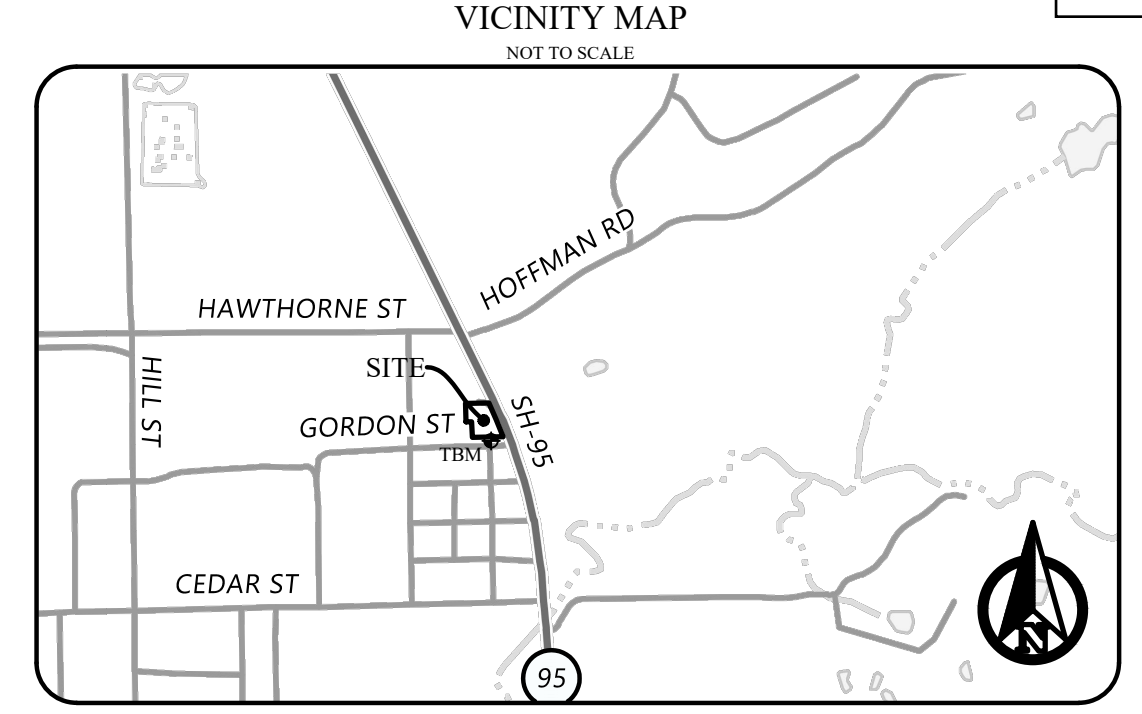 VICINITY MAP
NOT TO SCALE
HOFFMAN RD
HAWTHORNE ST
HILL ST
SITE
SH-95
GORDON ST
TBM
CEDAR ST
N
95